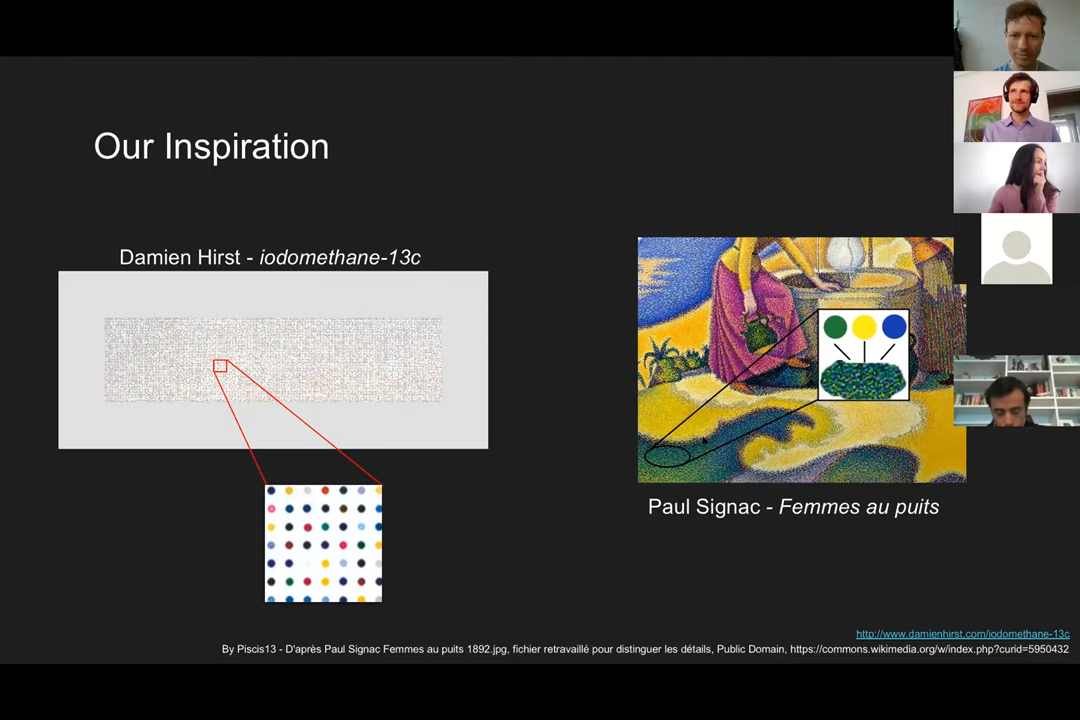 Our Inspiration
Damien Hirst - iodomethane-13c
Paul Signac - Femmes au puits
http://www.damienhirst.com/iodomethane-13c
By Piscis13 - D'après Paul Signac Femmes au puits 1892.jpg, fichier retravaillé pour distinguer les détails, Public Domain, https://commons.wikimedia.org/w/index.php?curid=5950432